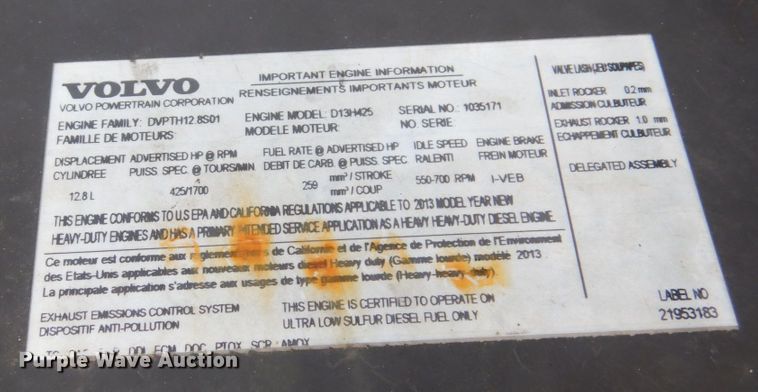 VOLVO
VOLVO POWERTRAIN CORPORATION
IMPORTANT ENGINE INFORMATION
RENSEIGNEMENTS IMPORTANTS MOTEUR
ENGINE FAMILY: DVPTH12.8S01
FAMILLE DE MOTEURS:
ENGINE MODEL: D13H425
MODELE MOTEUR:
SERIAL NO.: 1035171
NO. SERIE
DISPLACEMENT ADVERTISED HP @ RPM
CYLINDREE PUISS SPEC @ TOURS/MIN
12.8 L 425/1700
FUEL RATE @ ADVERTISED HP
DEBIT DE CARB @ PUISS. SPEC
259 mm³ / STROKE
mm³ / COUP
IDLE SPEED
RALENTI
550-700 RPM
ENGINE BRAKE
FREIN MOTEUR
I-VEB
THIS ENGINE CONFORMS TO U.S EPA AND CALIFORNIA REGULATIONS APPLICABLE TO 2013 MODEL YEAR NEW
HEAVY-DUTY ENGINES AND HAS A PRIMARY INTENDED SERVICE APPLICATION AS A HEAVY HEAVY-DUTY DIESEL ENGINE.
Ce moteur est conforme aux de Californie et de l'Agence de Protection de l'Environment
des Etats-Unis applicables aux nouveaux moteurs diesel Heavy duty (Gamme lourde) modélé 2013.
La principale application s'adresse aux usages de type gamme lourde (Heavy-heavy duty).
EXHAUST EMISSIONS CONTROL SYSTEM
DISPOSITIF ANTI-POLLUTION
THIS ENGINE IS CERTIFIED TO OPERATE ON
ULTRA LOW SULFUR DIESEL FUEL ONLY
DDI, ECM, DOC, PTOX, SCR, AMOX
VALVE LASH (JEU SOUPAPES)
INLET ROCKER 0.2 mm
ADMISSION CULBUTEUR
EXHAUST ROCKER 1.0 mm
ECHAPPEMENT CULBUTEUR
DELEGATED ASSEMBLY
LABEL NO
21953183
Purple Wave Auction